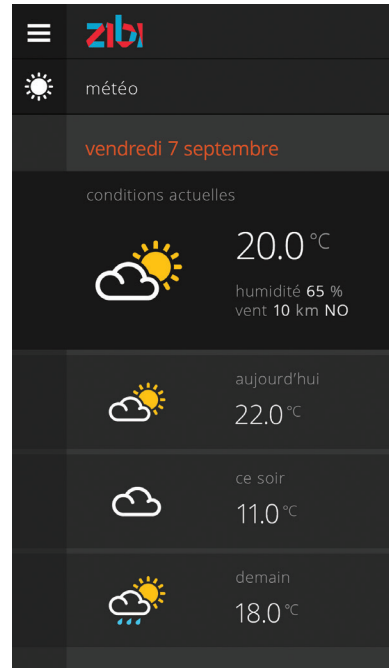 zibi
météo
vendredi 7 septembre
conditions actuelles
20.0 °C
humidité 65 %
vent 10 km NO
aujourd'hui
22.0 °C
ce soir
11.0 °C
demain
18.0 °C